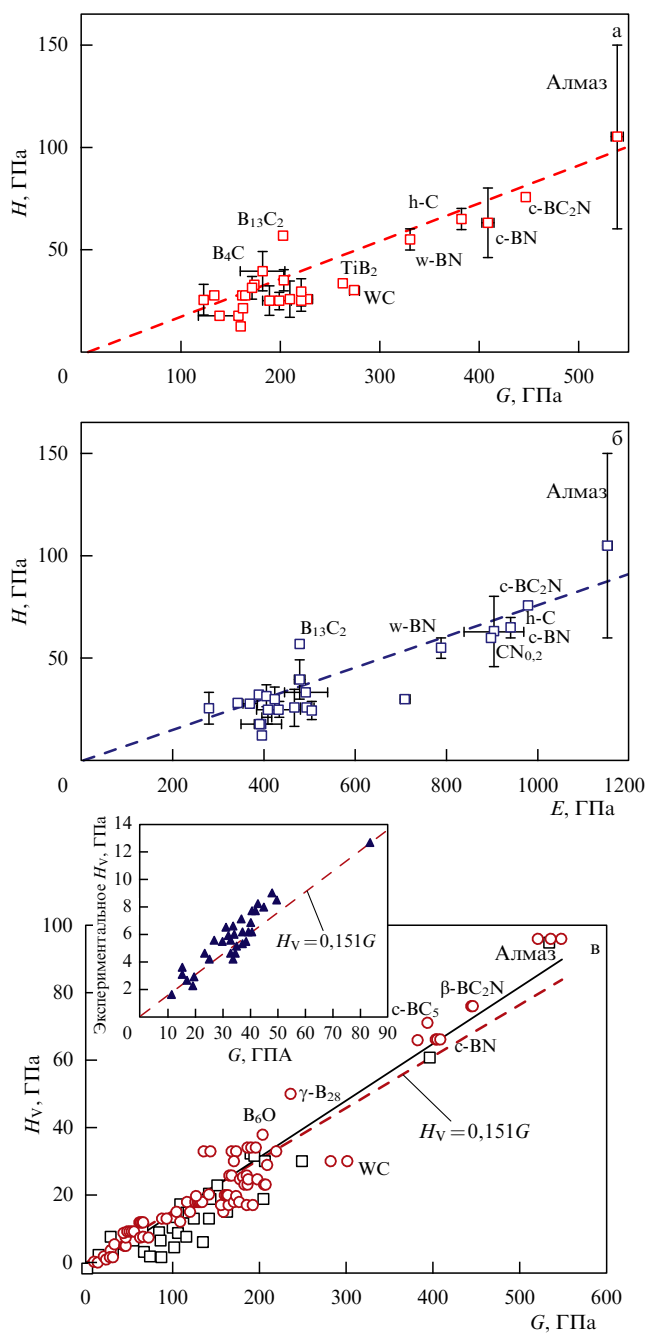 а
150
Алмаз
H, ГПа
100
h-C
c-BC2N
B13C2
c-BN
B4C
w-BN
50
TiB2
WC
0
100
200
300
400
500
G, ГПа
б
150
Алмаз
H, ГПа
100
c-BC2N
B13C2
w-BN
h-C
c-BN
CN0,2
50
0
200
400
600
800
1000
1200
E, ГПа
Экспериментальное HV, ГПа
14
12
10
8
6
4
2
HV = 0,151G
10
20
30
40
50
60
70
80
90
G, ГПА
100
в
Алмаз
80
β-BC2N
c-BC5
c-BN
HV, ГПа
60
γ-B28
HV = 0,151G
40
B6O
WC
20
0
0
100
200
300
400
500
600
G, ГПа